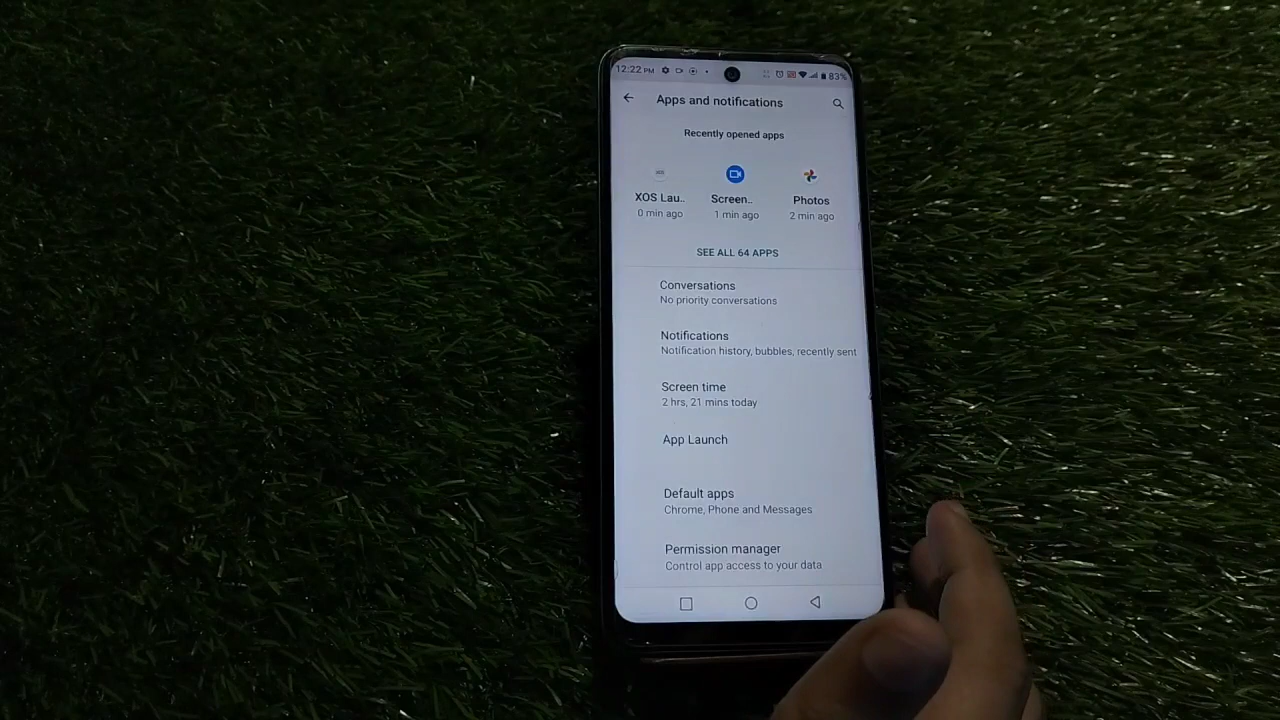 12:22 PM 83%
Apps and notifications
Recently opened apps
XOS Lau.. Screen.. Photos
0 min ago 1 min ago 2 min ago
SEE ALL 64 APPS
Conversations
No priority conversations
Notifications
Notification history, bubbles, recently sent
Screen time
2 hrs, 21 mins today
App Launch
Default apps
Chrome, Phone and Messages
Permission manager
Control app access to your data